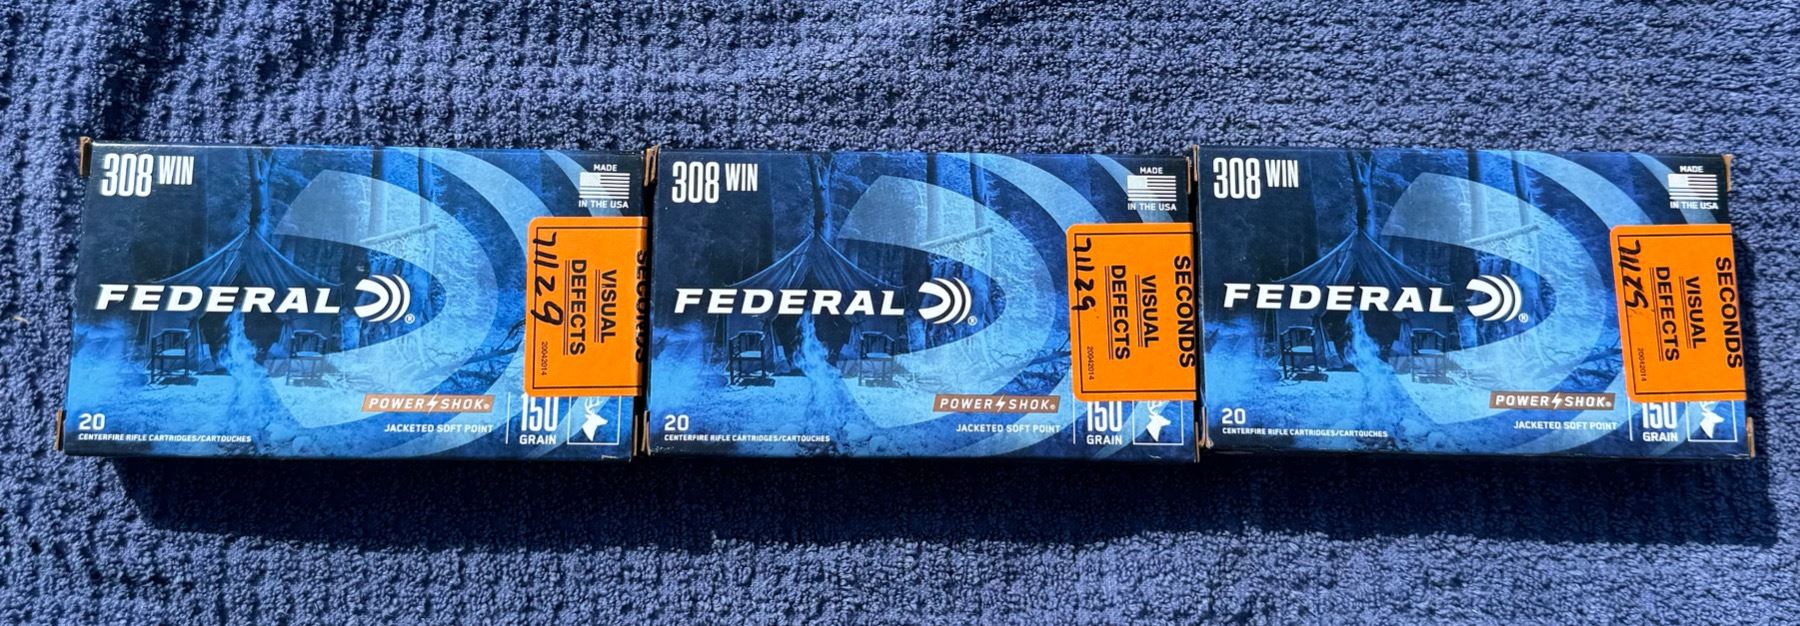 308 WIN
MADE
IN THE USA
FEDERAL®
SECONDS
VISUAL
DEFECTS
71129
20042014
POWER SHOK®
JACKETED SOFT POINT
150
GRAIN
20
CENTERFIRE RIFLE CARTRIDGES/CARTOUCHES
308 WIN
MADE
IN THE USA
FEDERAL®
SECONDS
VISUAL
DEFECTS
71129
20042014
POWER SHOK®
JACKETED SOFT POINT
150
GRAIN
20
CENTERFIRE RIFLE CARTRIDGES/CARTOUCHES
308 WIN
MADE
IN THE USA
FEDERAL®
SECONDS
VISUAL
DEFECTS
71129
20042014
POWER SHOK®
JACKETED SOFT POINT
150
GRAIN
20
CENTERFIRE RIFLE CARTRIDGES/CARTOUCHES